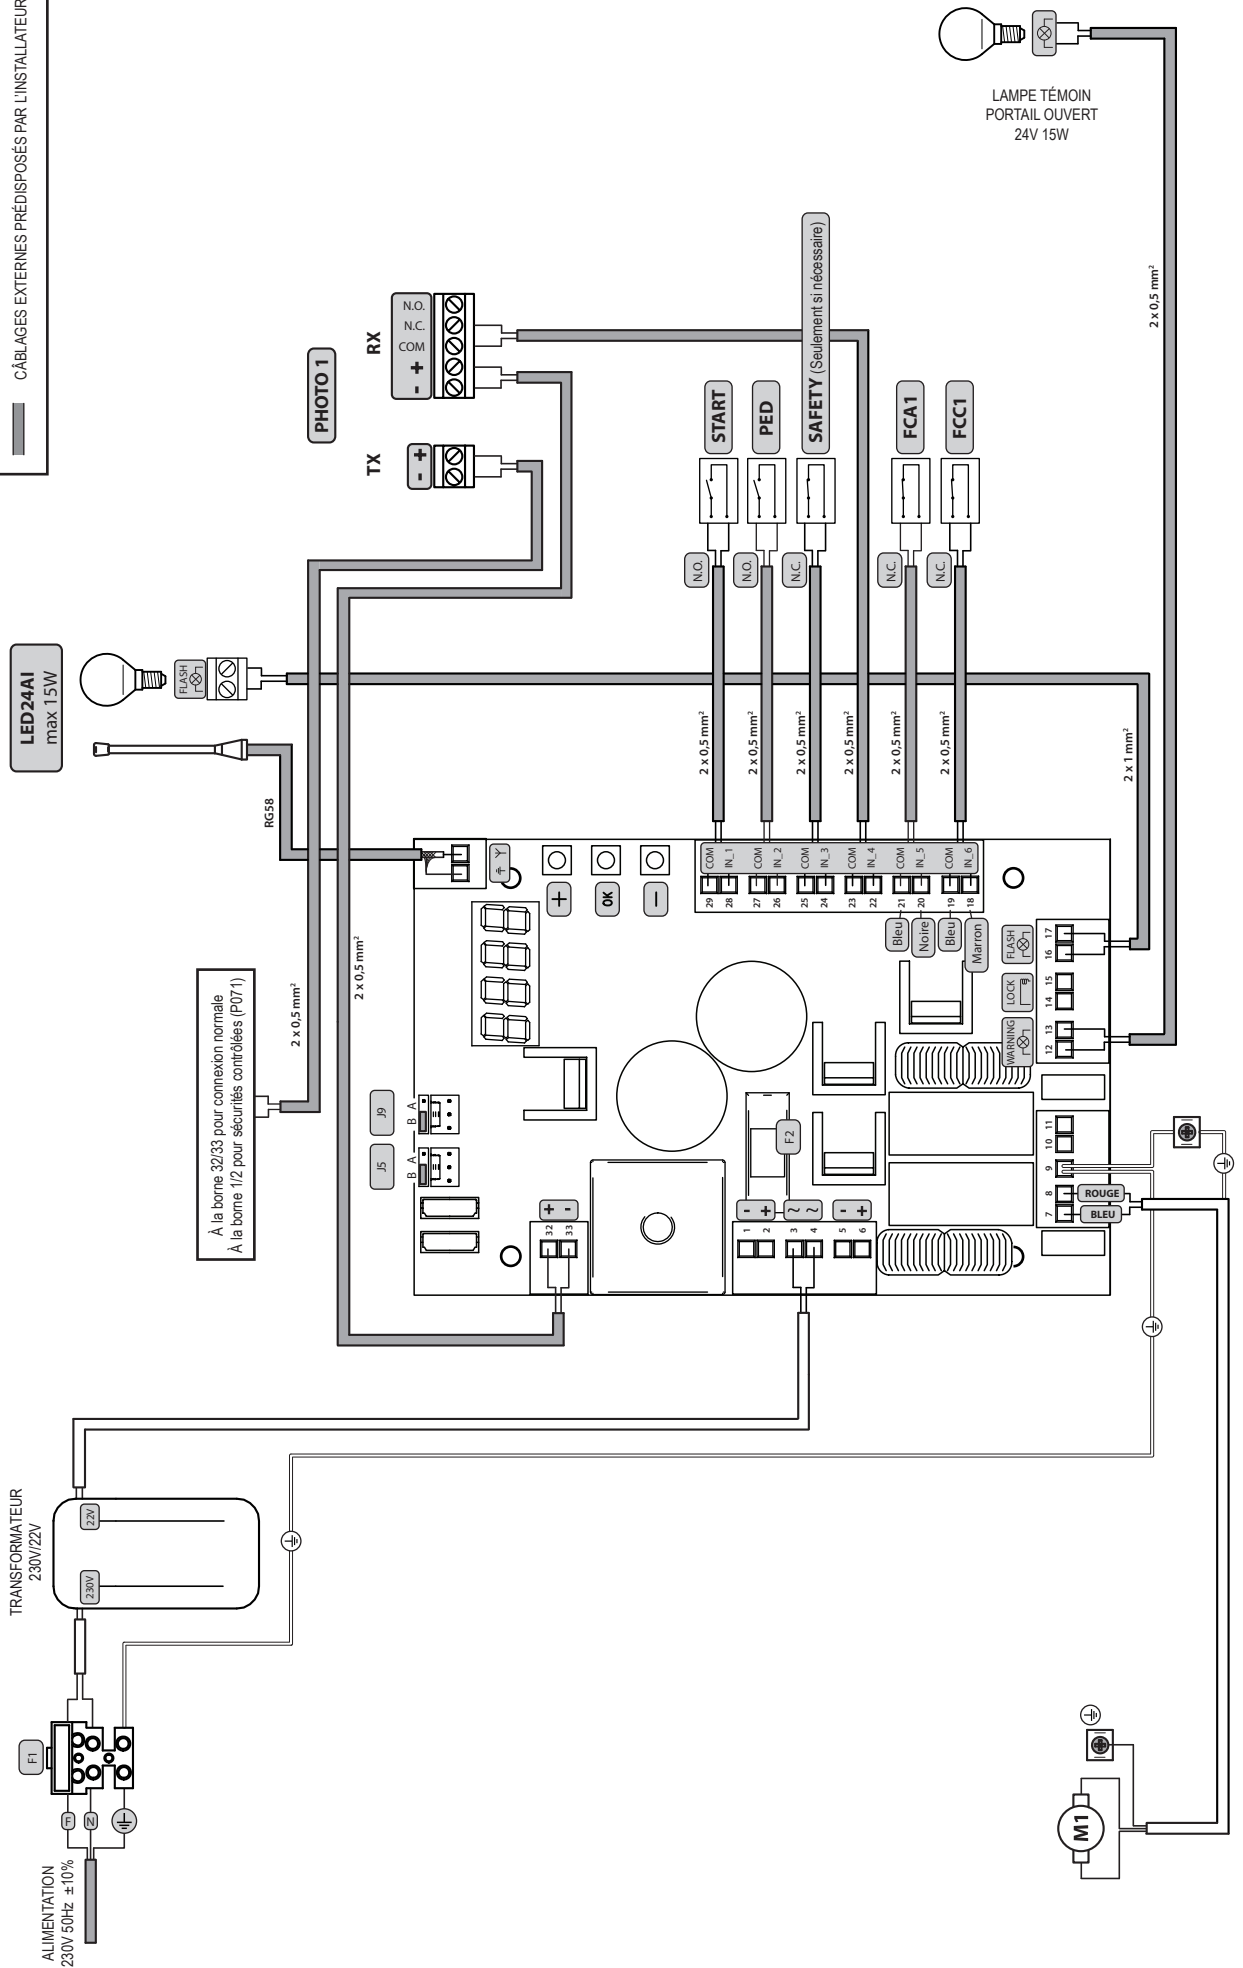 CÂBLAGES EXTERNES PRÉDISPOSÉS PAR L'INSTALLATEUR
LAMPE TÉMOIN
PORTAIL OUVERT
24V 15W
2 x 0,5 mm²
LED24AI
max 15W
FLASH
RG58
PHOTO 1
TX
- +
RX
- + COM N.C. N.O.
À la borne 32/33 pour connexion normale
À la borne 1/2 pour sécurités contrôlées (P071)
2 x 0,5 mm²
2 x 0,5 mm²
START
PED
SAFETY (Seulement si nécessaire)
FCA1
FCC1
N.O.
N.O.
N.C.
N.C.
N.C.
2 x 0,5 mm²
2 x 0,5 mm²
2 x 0,5 mm²
2 x 0,5 mm²
2 x 0,5 mm²
2 x 0,5 mm²
2 x 1 mm²
+
OK
-
29 COM
28 IN_1
27 COM
26 IN_2
25 COM
24 IN_3
23 COM
22 IN_4
21 COM
20 IN_5
19 COM
18 IN_6
Bleu
Noire
Bleu
Marron
FLASH
LOCK
WARNING
12 13 14 15 16 17
J5
B A
J9
B A
32 +
33 -
F2
1 -
2 +
3 ~
4 ~
5 -
6 +
7 8 9 10 11
ROUGE
BLEU
TRANSFORMATEUR
230V/22V
230V
22V
F1
F
N
ALIMENTATION
230V 50Hz ±10%
M1